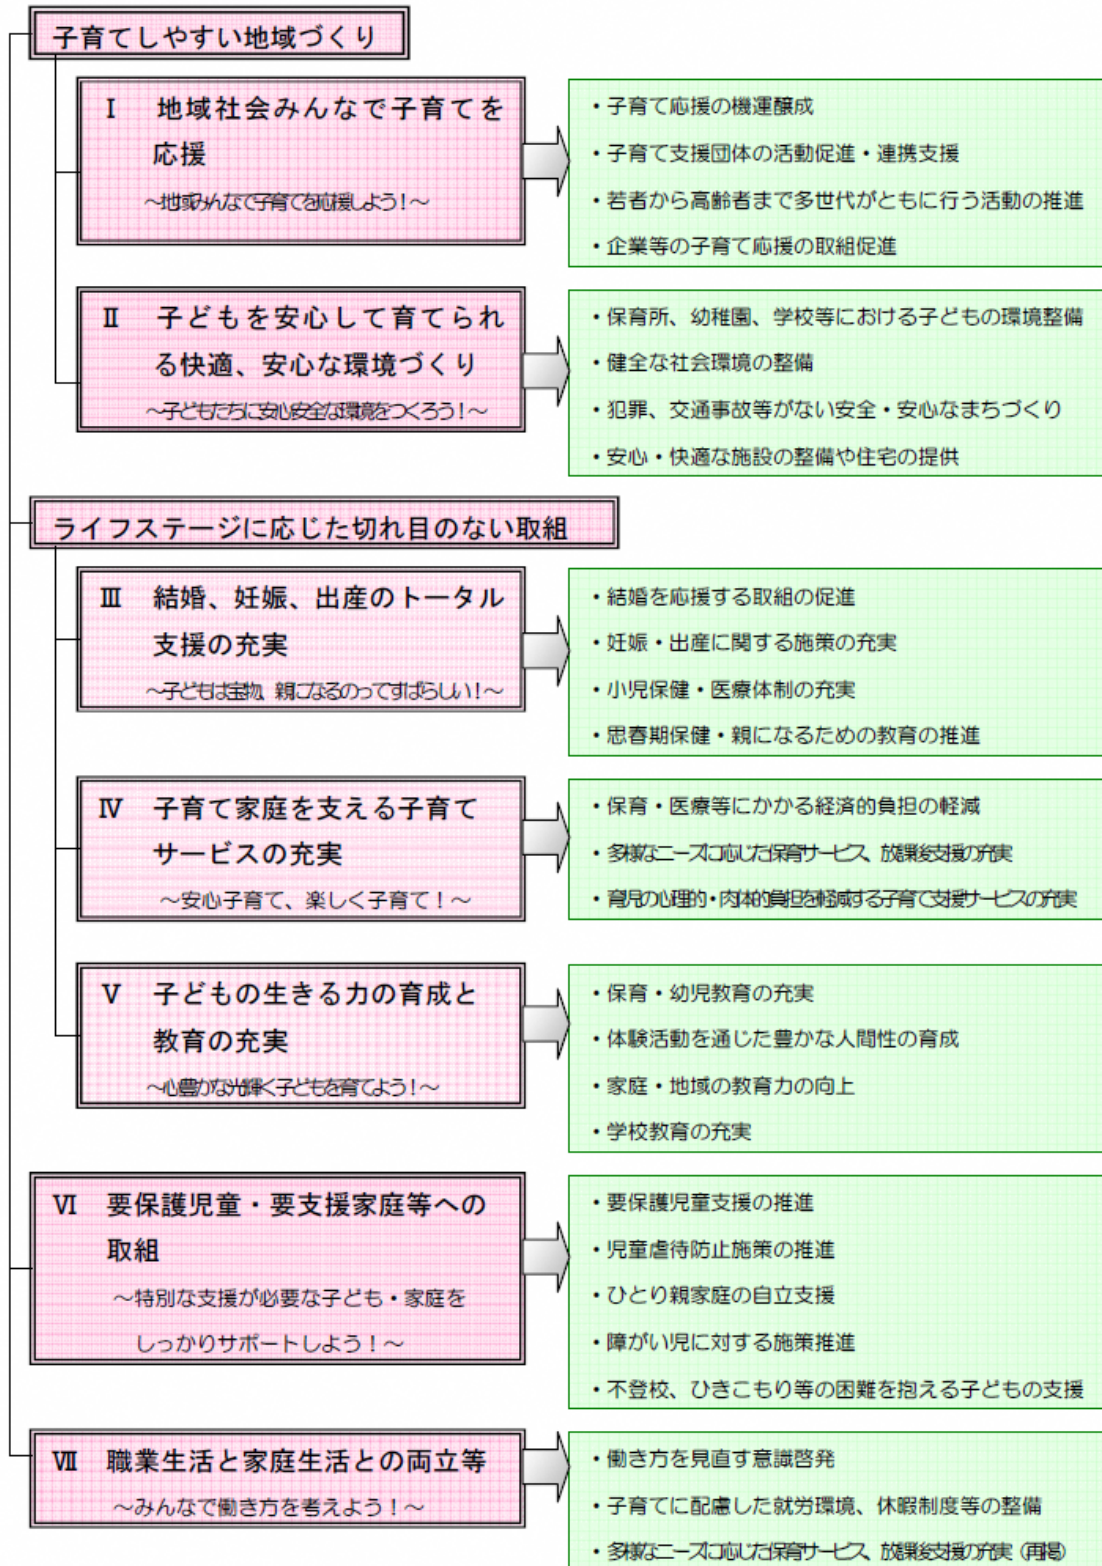 子育てしやすい地域づくり
Ⅰ 地域社会みんなで子育てを
応援
～地域みんなで子育てを応援しよう！～
・子育て応援の機運醸成
・子育て支援団体の活動促進・連携支援
・若者から高齢者まで多世代がともに行う活動の推進
・企業等の子育て応援の取組促進
Ⅱ 子どもを安心して育てられ
る快適、安心な環境づくり
～子どもたちに安心安全な環境をつくろう！～
・保育所、幼稚園、学校等における子どもの環境整備
・健全な社会環境の整備
・犯罪、交通事故等がない安全・安心なまちづくり
・安心・快適な施設の整備や住宅の提供
ライフステージに応じた切れ目のない取組
Ⅲ 結婚、妊娠、出産のトータル
支援の充実
～子どもは宝物、親になるのってすばらしい！～
・結婚を応援する取組の促進
・妊娠・出産に関する施策の充実
・小児保健・医療体制の充実
・思春期保健・親になるための教育の推進
Ⅳ 子育て家庭を支える子育て
サービスの充実
～安心子育て、楽しく子育て！～
・保育・医療等にかかる経済的負担の軽減
・多様なニーズに応じた保育サービス、放課後支援の充実
・育児の心理的・肉体的負担を軽減する子育て支援サービスの充実
Ⅴ 子どもの生きる力の育成と
教育の充実
～心豊かな光輝く子どもを育てよう！～
・保育・幼児教育の充実
・体験活動を通じた豊かな人間性の育成
・家庭・地域の教育力の向上
・学校教育の充実
Ⅵ 要保護児童・要支援家庭等への
取組
～特別な支援が必要な子ども・家庭を
しっかりサポートしよう！～
・要保護児童支援の推進
・児童虐待防止施策の推進
・ひとり親家庭の自立支援
・障がい児に対する施策推進
・不登校、ひきこもり等の困難を抱える子どもの支援
Ⅶ 職業生活と家庭生活との両立等
～みんなで働き方を考えよう！～
・働き方を見直す意識啓発
・子育てに配慮した就労環境、休暇制度等の整備
・多様なニーズに応じた保育サービス、放課後支援の充実（再掲）